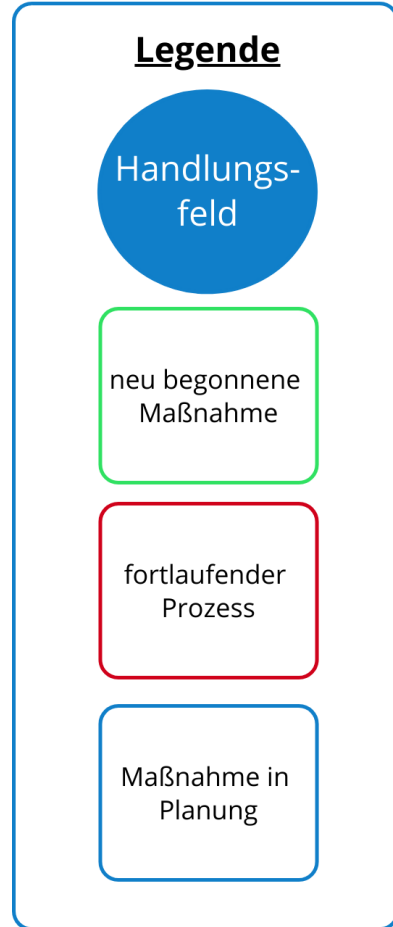 Legende
Handlungs-
feld
neu begonnene
Maßnahme
fortlaufender
Prozess
Maßnahme in
Planung